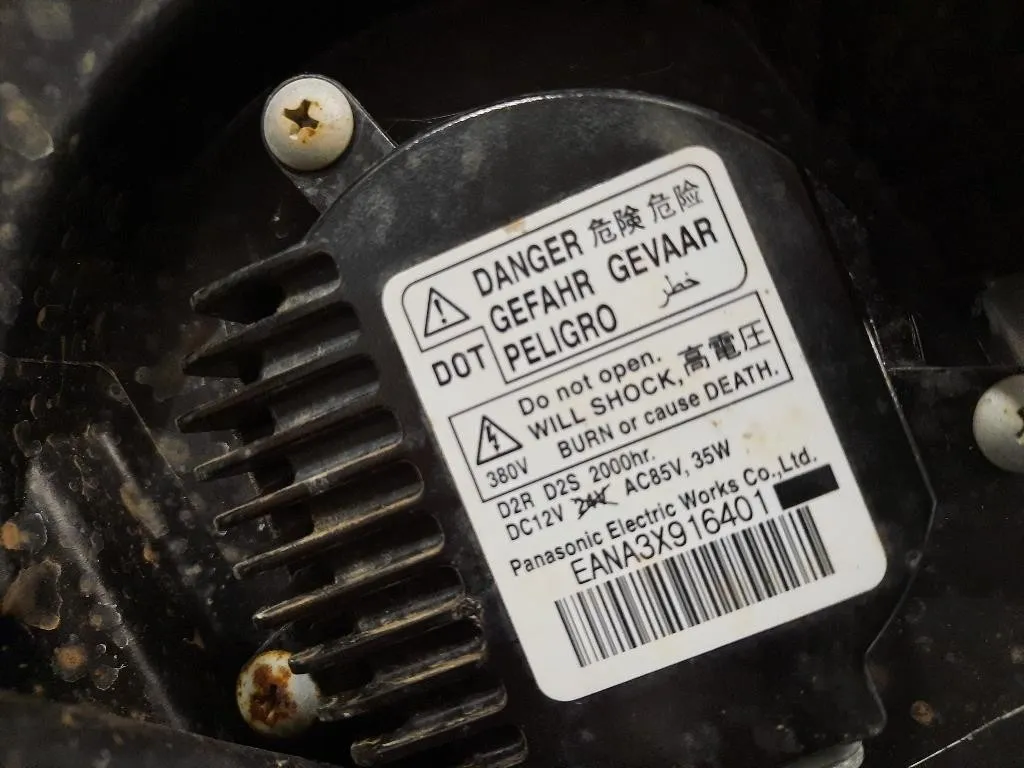 DANGER 危険 危险
GEFAHR GEVAAR
PELIGRO خطر
DOT
Do not open.
WILL SHOCK, 高電圧
BURN or cause DEATH.
380V
D2R D2S 2000hr.
DC12V 24V AC85V, 35W
Panasonic Electric Works Co.,Ltd.
EANA3X916401